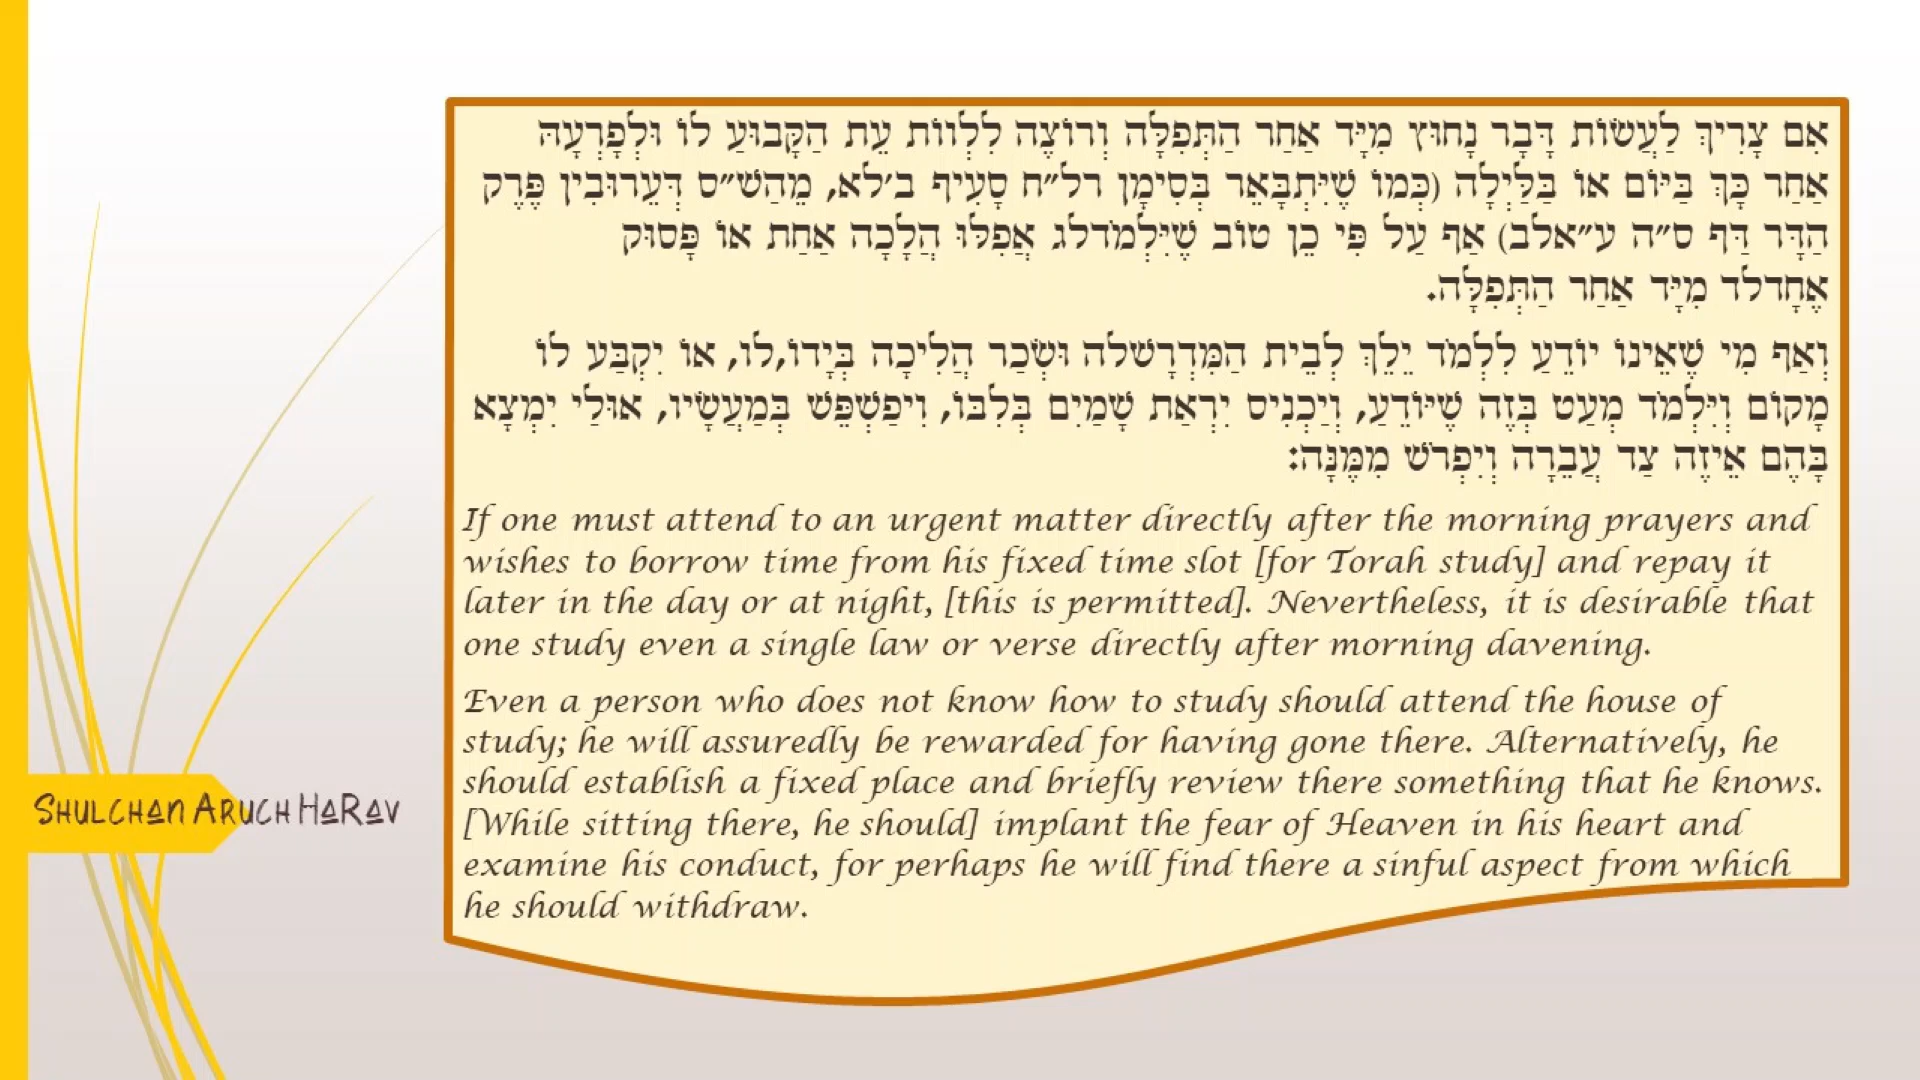 אִם צָרִיךְ לַעֲשׂוֹת דָּבָר נָחוּץ מִיָּד אַחַר הַתְּפִלָּה וְרוֹצֶה לִלְווֹת עֵת הַקָּבוּעַ לוֹ וּלְפָרְעָהּ
אַחַר כָּךְ בַּיּוֹם אוֹ בַּלַּיְלָה (כְּמוֹ שֶׁיִּתְבָּאֵר בְּסִימָן רל״ח סָעִיף ב׳לא, מֵהַשׁ״ס דְּעֵרוּבִין פֶּרֶק
הַדָּר דַּף ס״ה ע״אלב) אַף עַל פִּי כֵן טוֹב שֶׁיִּלְמֹדלג אֲפִלּוּ הֲלָכָה אַחַת אוֹ פָּסוּק
אֶחָדלד מִיָּד אַחַר הַתְּפִלָּה.
וְאַף מִי שֶׁאֵינוֹ יוֹדֵעַ לִלְמֹד יֵלֵךְ לְבֵית הַמִּדְרָשׁלה וּשְׂכַר הֲלִיכָה בְּיָדוֹ,לו, אוֹ יִקְבַּע לוֹ
מָקוֹם וְיִלְמֹד מְעַט בְּזֶה שֶׁיּוֹדֵעַ, וְיַכְנִיס יִרְאַת שָׁמַיִם בְּלִבּוֹ, וִיפַשְׁפֵּשׁ בְּמַעֲשָׂיו, אוּלַי יִמְצָא
בָּהֶם אֵיזֶה צַד עֲבֵרָה וְיִפְרֹשׁ מִמֶּנָּה:
If one must attend to an urgent matter directly after the morning prayers and
wishes to borrow time from his fixed time slot [for Torah study] and repay it
later in the day or at night, [this is permitted]. Nevertheless, it is desirable that
one study even a single law or verse directly after morning davening.
Even a person who does not know how to study should attend the house of
study; he will assuredly be rewarded for having gone there. Alternatively, he
should establish a fixed place and briefly review there something that he knows.
[While sitting there, he should] implant the fear of Heaven in his heart and
examine his conduct, for perhaps he will find there a sinful aspect from which
he should withdraw.
Shulchan Aruch HaRav